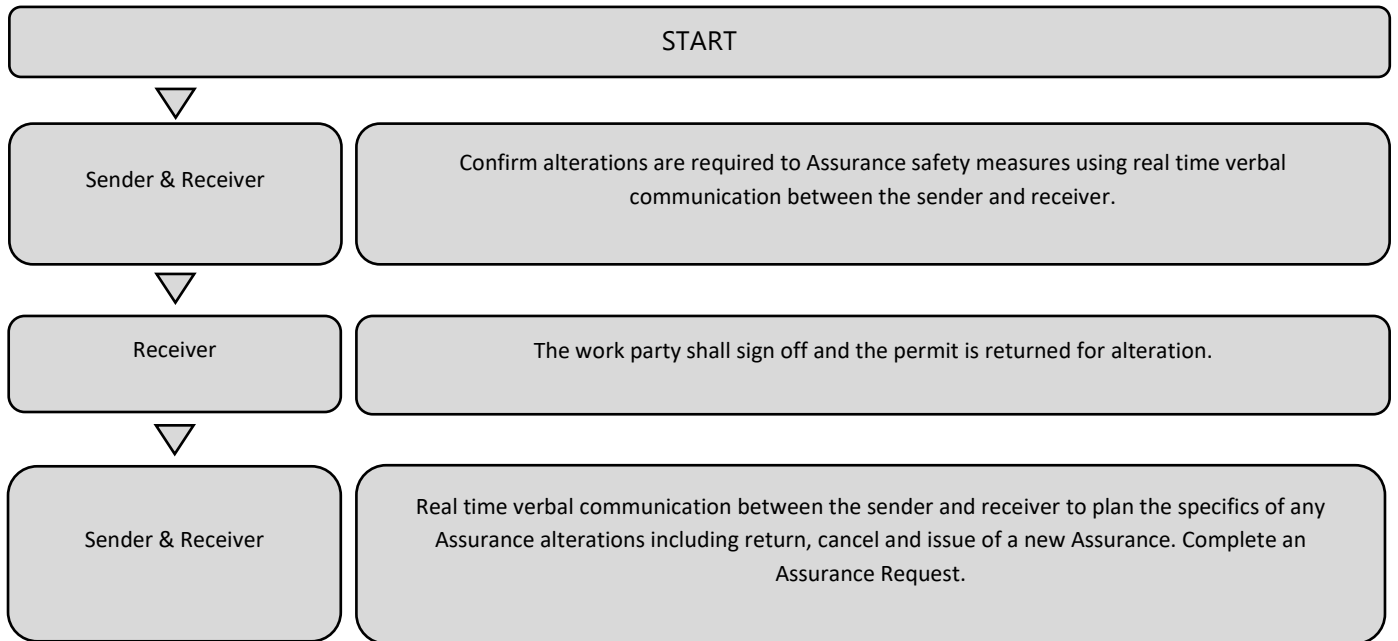 START
Sender & Receiver
Confirm alterations are required to Assurance safety measures using real time verbal
communication between the sender and receiver.
Receiver
The work party shall sign off and the permit is returned for alteration.
Sender & Receiver
Real time verbal communication between the sender and receiver to plan the specifics of any
Assurance alterations including return, cancel and issue of a new Assurance. Complete an
Assurance Request.